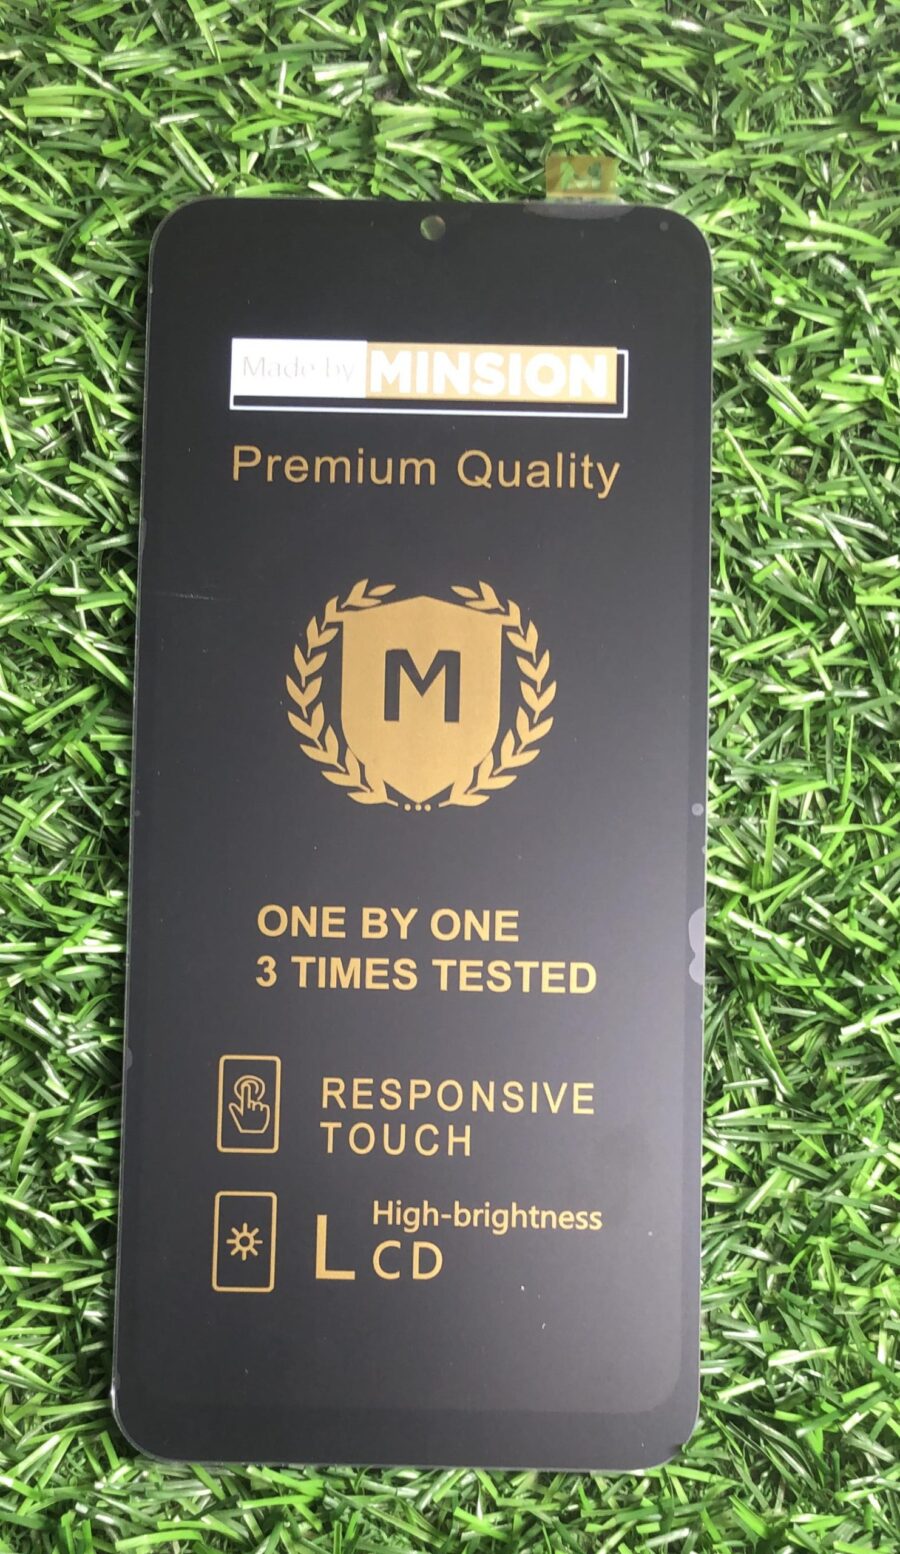 M
Made by MINSION
Premium Quality
M
ONE BY ONE
3 TIMES TESTED
RESPONSIVE
TOUCH
High-brightness
LCD